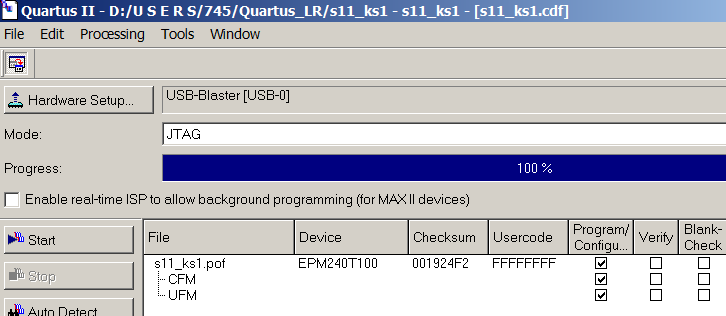 Quartus II - D:/U S E R S/745/Quartus_LR/s11_ks1 - s11_ks1 - [s11_ks1.cdf]
File Edit Processing Tools Window
Hardware Setup... USB-Blaster [USB-0]
Mode: JTAG
Progress: 100 %
Enable real-time ISP to allow background programming (for MAX II devices)
Start
Stop
Auto Detect
File Device Checksum Usercode Program/ Configu... Verify Blank- Check
s11_ks1.pof EPM240T100 001924F2 FFFFFFFF
CFM
UFM